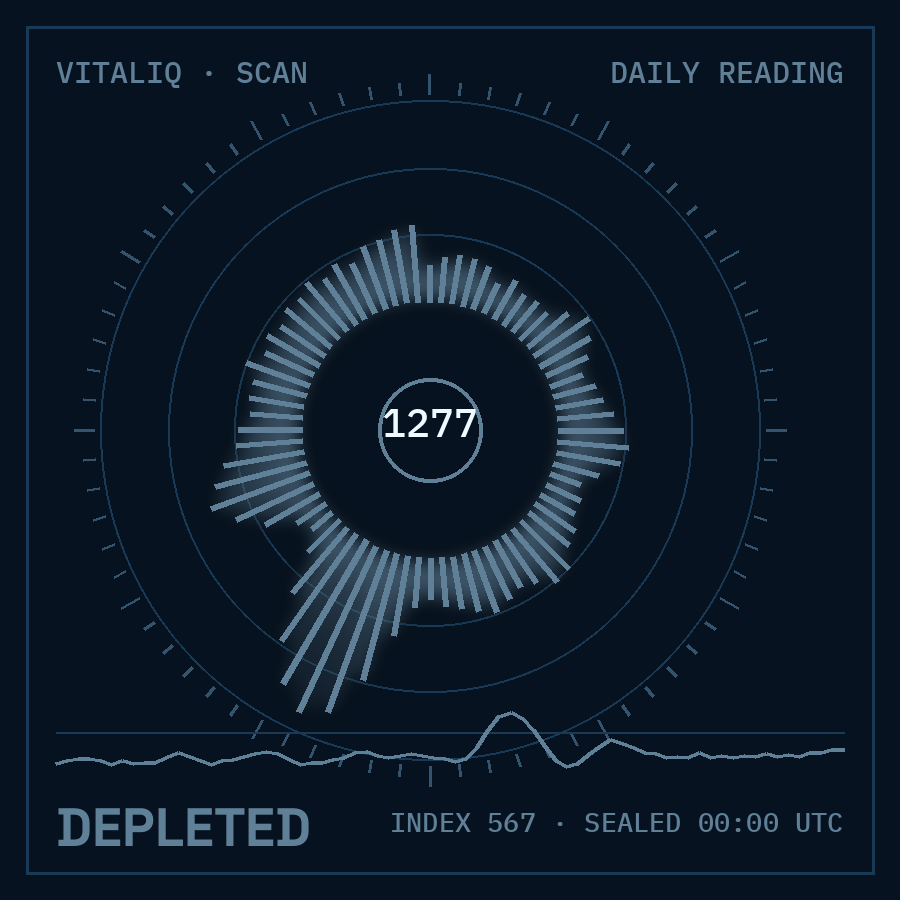 VITALIQ · SCAN
DAILY READING
1277
DEPLETED
INDEX 567 · SEALED 00:00 UTC